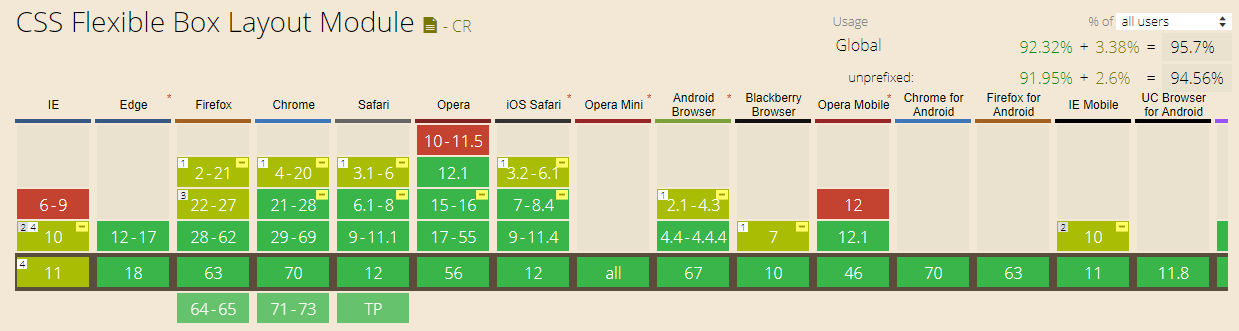 CSS Flexible Box Layout Module - CR
Usage % of all users
Global 92.32% + 3.38% = 95.7%
unprefixed: 91.95% + 2.6% = 94.56%
IE Edge * Firefox Chrome Safari Opera iOS Safari * Opera Mini * Android Browser * Blackberry Browser Opera Mobile * Chrome for Android Firefox for Android IE Mobile UC Browser for Android
10-11.5
1 2-21 1 4-20 1 3.1-6 12.1 1 3.2-6.1
6-9 3 22-27 21-28 6.1-8 15-16 7-8.4 1 2.1-4.3 12
2 4 10 12-17 28-62 29-69 9-11.1 17-55 9-11.4 4.4-4.4.4 1 7 12.1 2 10
4 11 18 63 70 12 56 12 all 67 10 46 70 63 11 11.8
64-65 71-73 TP